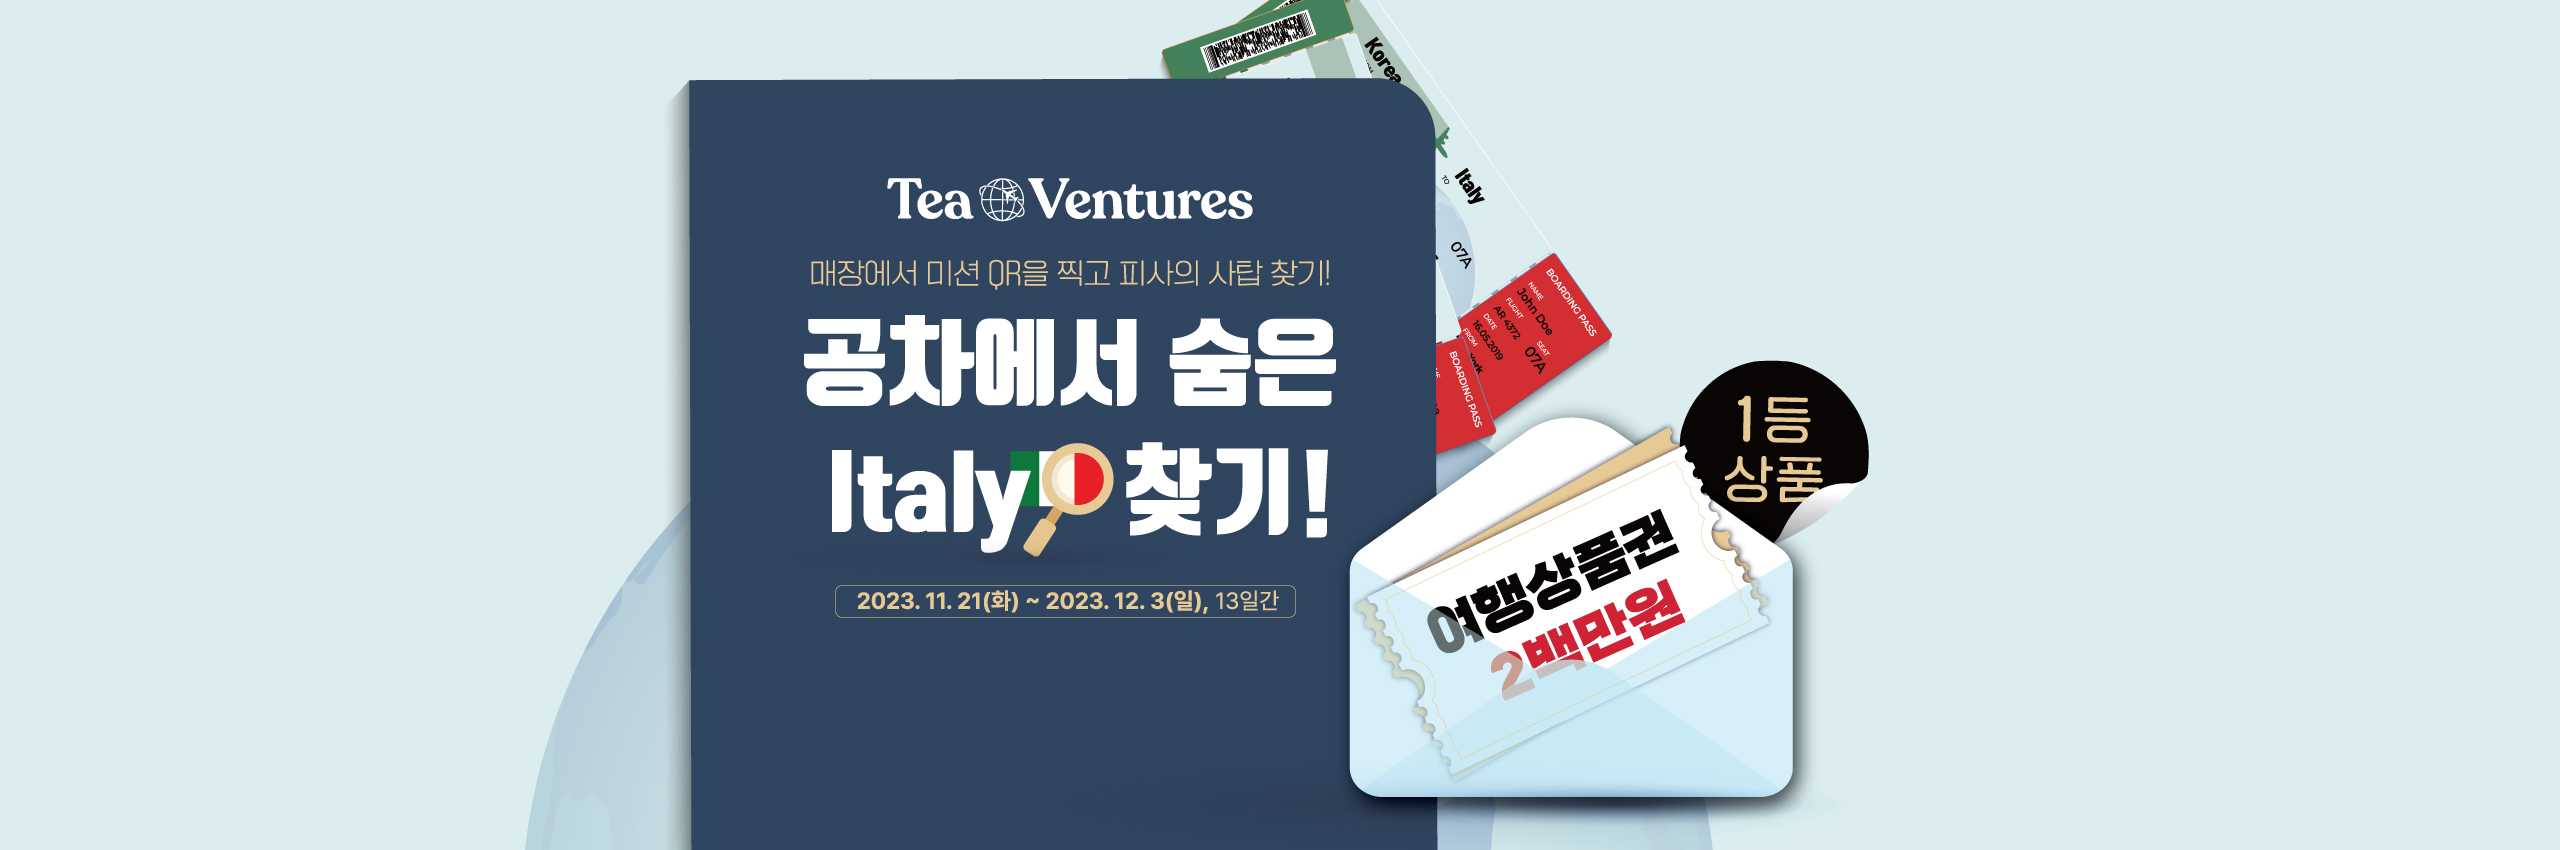 Tea Ventures
매장에서 미션 QR을 찍고 피사의 사탑 찾기!
공차에서 숨은
Italy 찾기!
2023. 11. 21(화) ~ 2023. 12. 3(일), 13일간
Korea
TO
Italy
07A
BOARDING PASS
NAME
John Doe
FLIGHT
AR 4372
DATE
16.05.2019
FROM
SEAT
07A
BOARDING PASS
1등
상품
여행상품권
2백만원